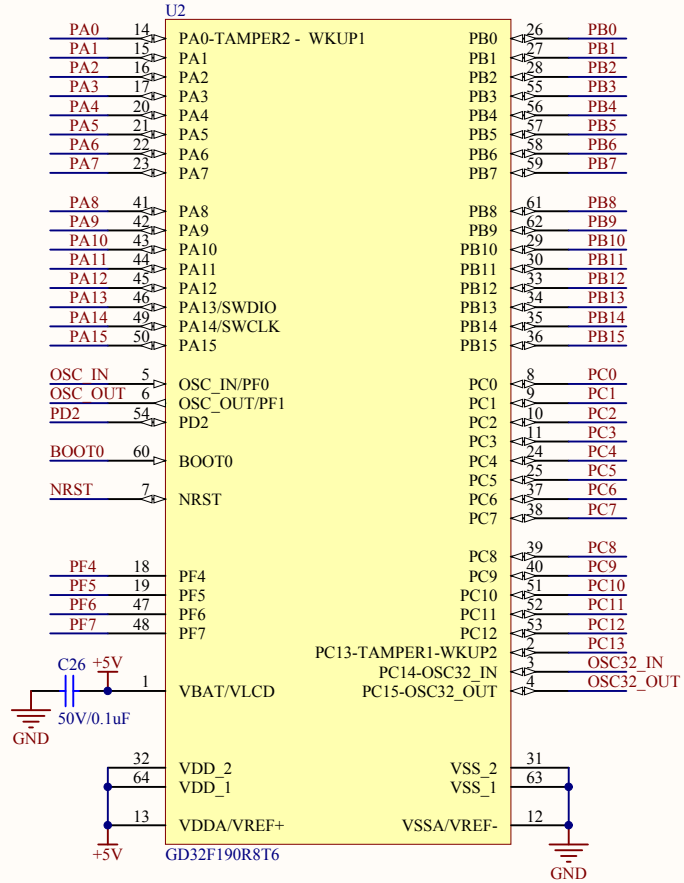 U2
PA0 14 PA0-TAMPER2 - WKUP1 PB0 26 PB0
PA1 15 PA1 PB1 27 PB1
PA2 16 PA2 PB2 28 PB2
PA3 17 PA3 PB3 55 PB3
PA4 20 PA4 PB4 56 PB4
PA5 21 PA5 PB5 57 PB5
PA6 22 PA6 PB6 58 PB6
PA7 23 PA7 PB7 59 PB7
PA8 41 PA8 PB8 61 PB8
PA9 42 PA9 PB9 62 PB9
PA10 43 PA10 PB10 29 PB10
PA11 44 PA11 PB11 30 PB11
PA12 45 PA12 PB12 33 PB12
PA13 46 PA13/SWDIO PB13 34 PB13
PA14 49 PA14/SWCLK PB14 35 PB14
PA15 50 PA15 PB15 36 PB15
OSC_IN 5 OSC_IN/PF0 PC0 8 PC0
OSC_OUT 6 OSC_OUT/PF1 PC1 9 PC1
PD2 54 PD2 PC2 10 PC2
PC3 11 PC3
BOOT0 60 BOOT0 PC4 24 PC4
PC5 25 PC5
NRST 7 NRST PC6 37 PC6
PC7 38 PC7
PC8 39 PC8
PF4 18 PF4 PC9 40 PC9
PF5 19 PF5 PC10 51 PC10
PF6 47 PF6 PC11 52 PC11
PF7 48 PF7 PC12 53 PC12
PC13-TAMPER1-WKUP2 2 PC13
C26 +5V PC14-OSC32_IN 3 OSC32_IN
1 VBAT/VLCD PC15-OSC32_OUT 4 OSC32_OUT
50V/0.1uF
GND
32 VDD_2 VSS_2 31
64 VDD_1 VSS_1 63
13 VDDA/VREF+ VSSA/VREF- 12
+5V GD32F190R8T6
GND